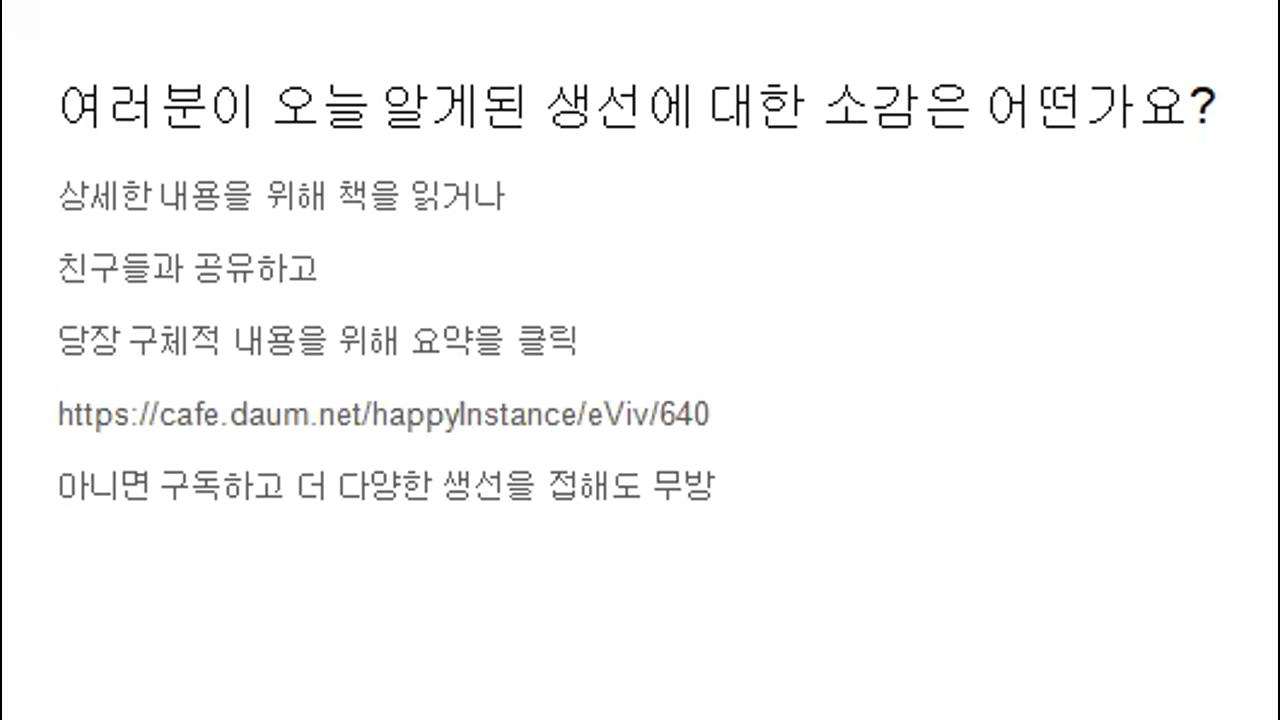 여러분이 오늘 알게된 생선에 대한 소감은 어떤가요?
상세한 내용을 위해 책을 읽거나
친구들과 공유하고
당장 구체적 내용을 위해 요약을 클릭
https://cafe.daum.net/happyInstance/eViv/640
아니면 구독하고 더 다양한 생선을 접해도 무방